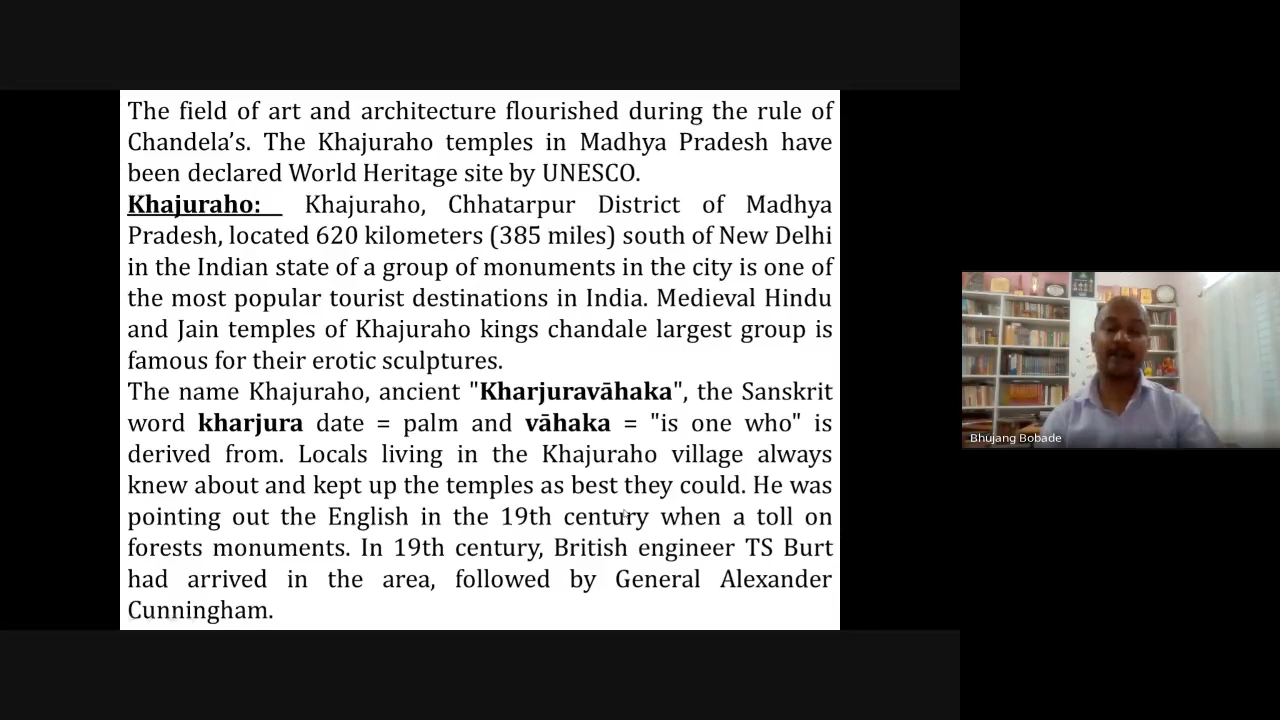 The field of art and architecture flourished during the rule of
Chandela’s. The Khajuraho temples in Madhya Pradesh have
been declared World Heritage site by UNESCO.
Khajuraho: Khajuraho, Chhatarpur District of Madhya
Pradesh, located 620 kilometers (385 miles) south of New Delhi
in the Indian state of a group of monuments in the city is one of
the most popular tourist destinations in India. Medieval Hindu
and Jain temples of Khajuraho kings chandale largest group is
famous for their erotic sculptures.
The name Khajuraho, ancient "Kharjuravāhaka", the Sanskrit
word kharjura date = palm and vāhaka = "is one who" is
derived from. Locals living in the Khajuraho village always
knew about and kept up the temples as best they could. He was
pointing out the English in the 19th century when a toll on
forests monuments. In 19th century, British engineer TS Burt
had arrived in the area, followed by General Alexander
Cunningham.
Bhujang Bobade